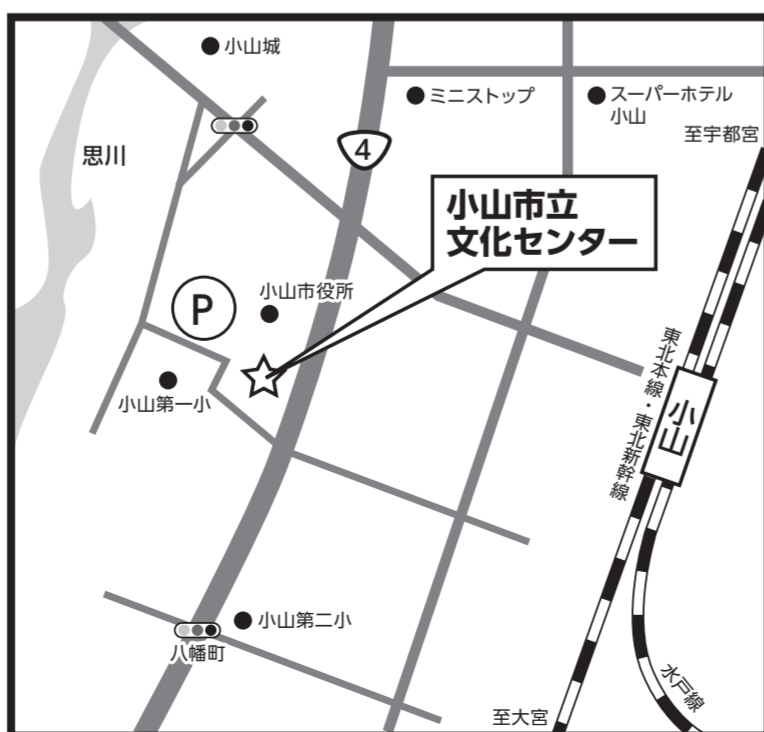 小山城
ミニストップ
スーパーホテル
小山
至宇都宮
思川
4
小山市立
文化センター
小山市役所
P
小山第一小
東北本線・東北新幹線
小山
小山第二小
八幡町
水戸線
至大宮